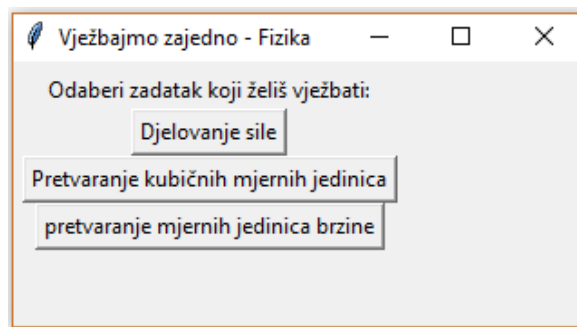 Vježbajmo zajedno - Fizika
Odaberi zadatak koji želiš vježbati:
Djelovanje sile
Pretvaranje kubičnih mjernih jedinica
pretvaranje mjernih jedinica brzine